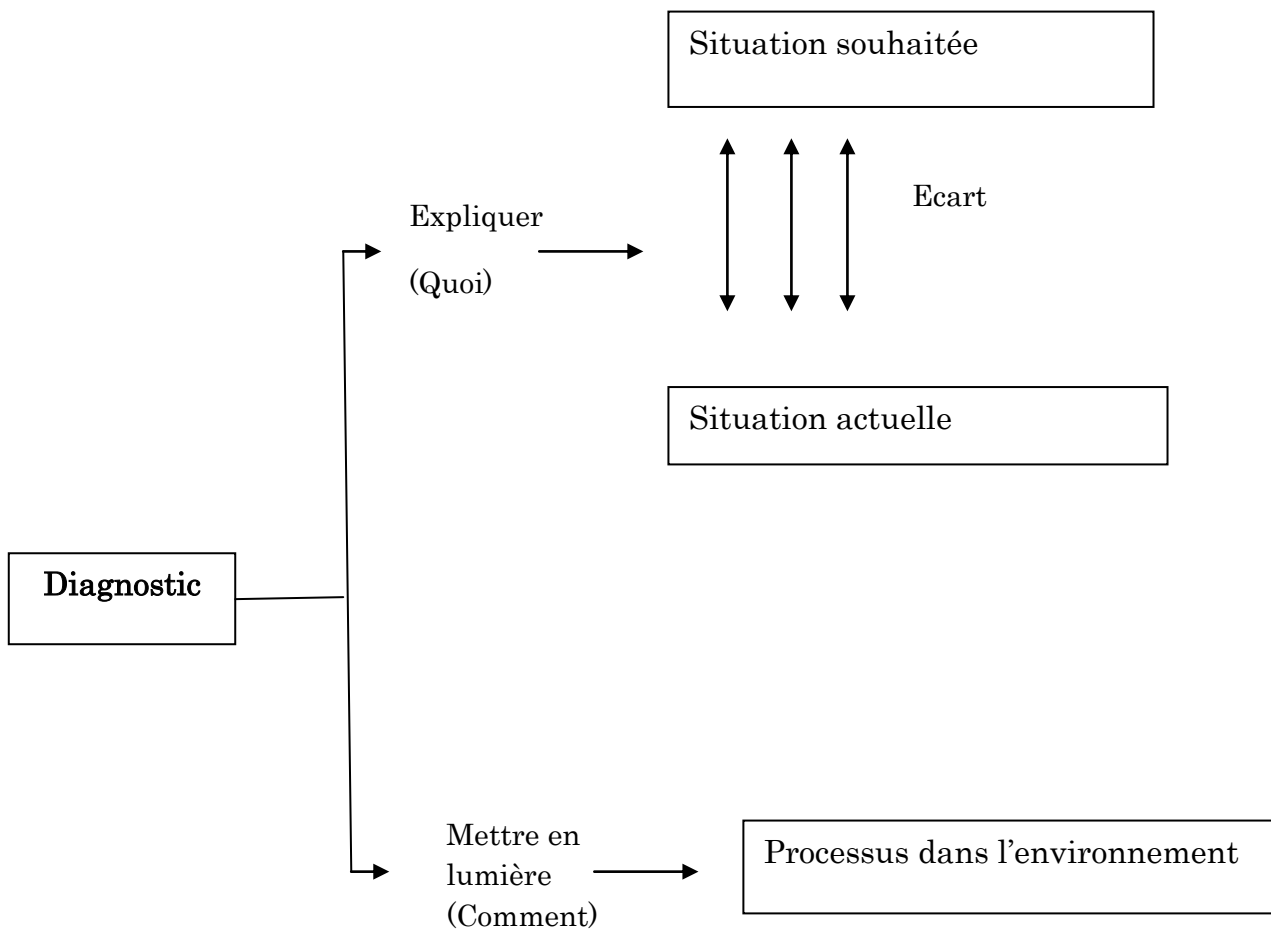 Situation souhaitée
Ecart
Expliquer
(Quoi)
Situation actuelle
Diagnostic
Mettre en
lumière
(Comment)
Processus dans l’environnement